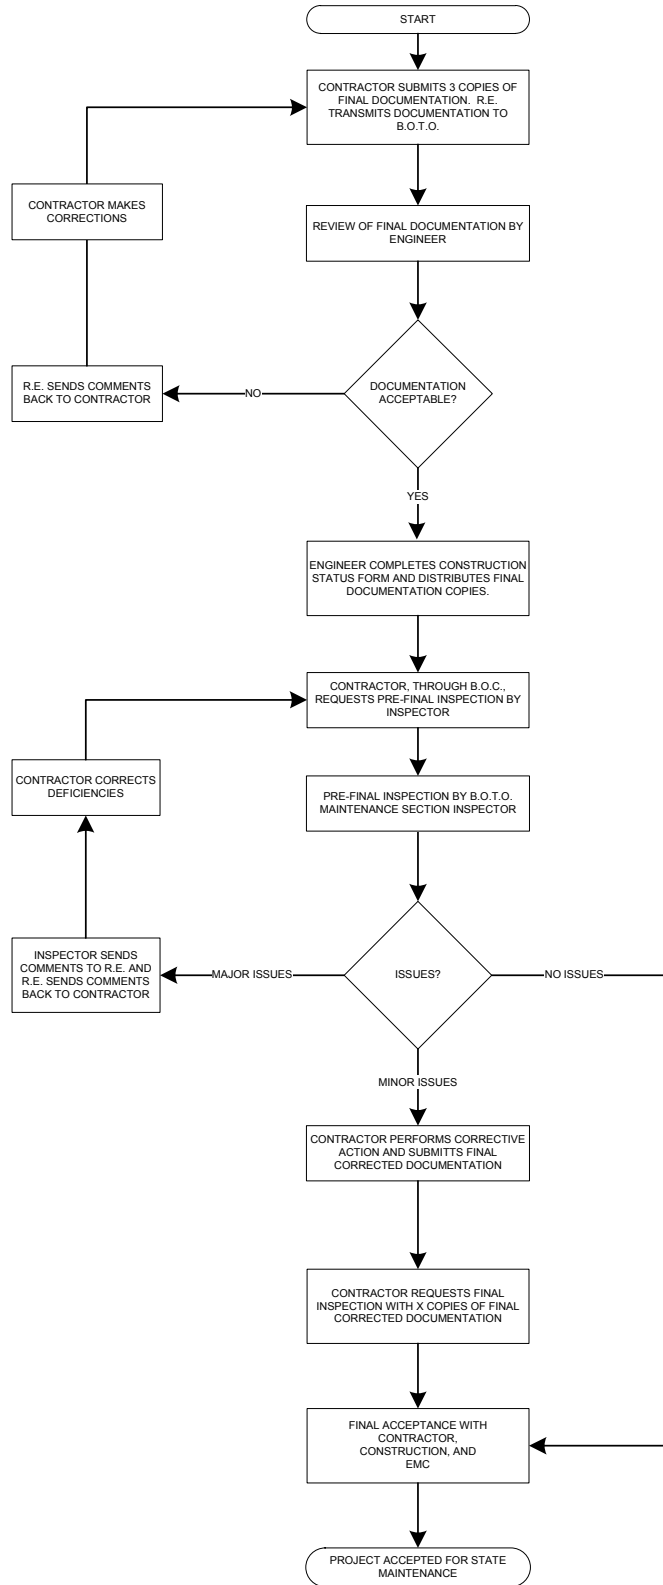 START
CONTRACTOR SUBMITS 3 COPIES OF
FINAL DOCUMENTATION. R.E.
TRANSMITS DOCUMENTATION TO
B.O.T.O.
CONTRACTOR MAKES
CORRECTIONS
REVIEW OF FINAL DOCUMENTATION BY
ENGINEER
R.E. SENDS COMMENTS
BACK TO CONTRACTOR
NO
DOCUMENTATION
ACCEPTABLE?
YES
ENGINEER COMPLETES CONSTRUCTION
STATUS FORM AND DISTRIBUTES FINAL
DOCUMENTATION COPIES.
CONTRACTOR, THROUGH B.O.C.,
REQUESTS PRE-FINAL INSPECTION BY
INSPECTOR
CONTRACTOR CORRECTS
DEFICIENCIES
PRE-FINAL INSPECTION BY B.O.T.O.
MAINTENANCE SECTION INSPECTOR
INSPECTOR SENDS
COMMENTS TO R.E. AND
R.E. SENDS COMMENTS
BACK TO CONTRACTOR
MAJOR ISSUES
ISSUES?
NO ISSUES
MINOR ISSUES
CONTRACTOR PERFORMS CORRECTIVE
ACTION AND SUBMITTS FINAL
CORRECTED DOCUMENTATION
CONTRACTOR REQUESTS FINAL
INSPECTION WITH X COPIES OF FINAL
CORRECTED DOCUMENTATION
FINAL ACCEPTANCE WITH
CONTRACTOR,
CONSTRUCTION, AND
EMC
PROJECT ACCEPTED FOR STATE
MAINTENANCE